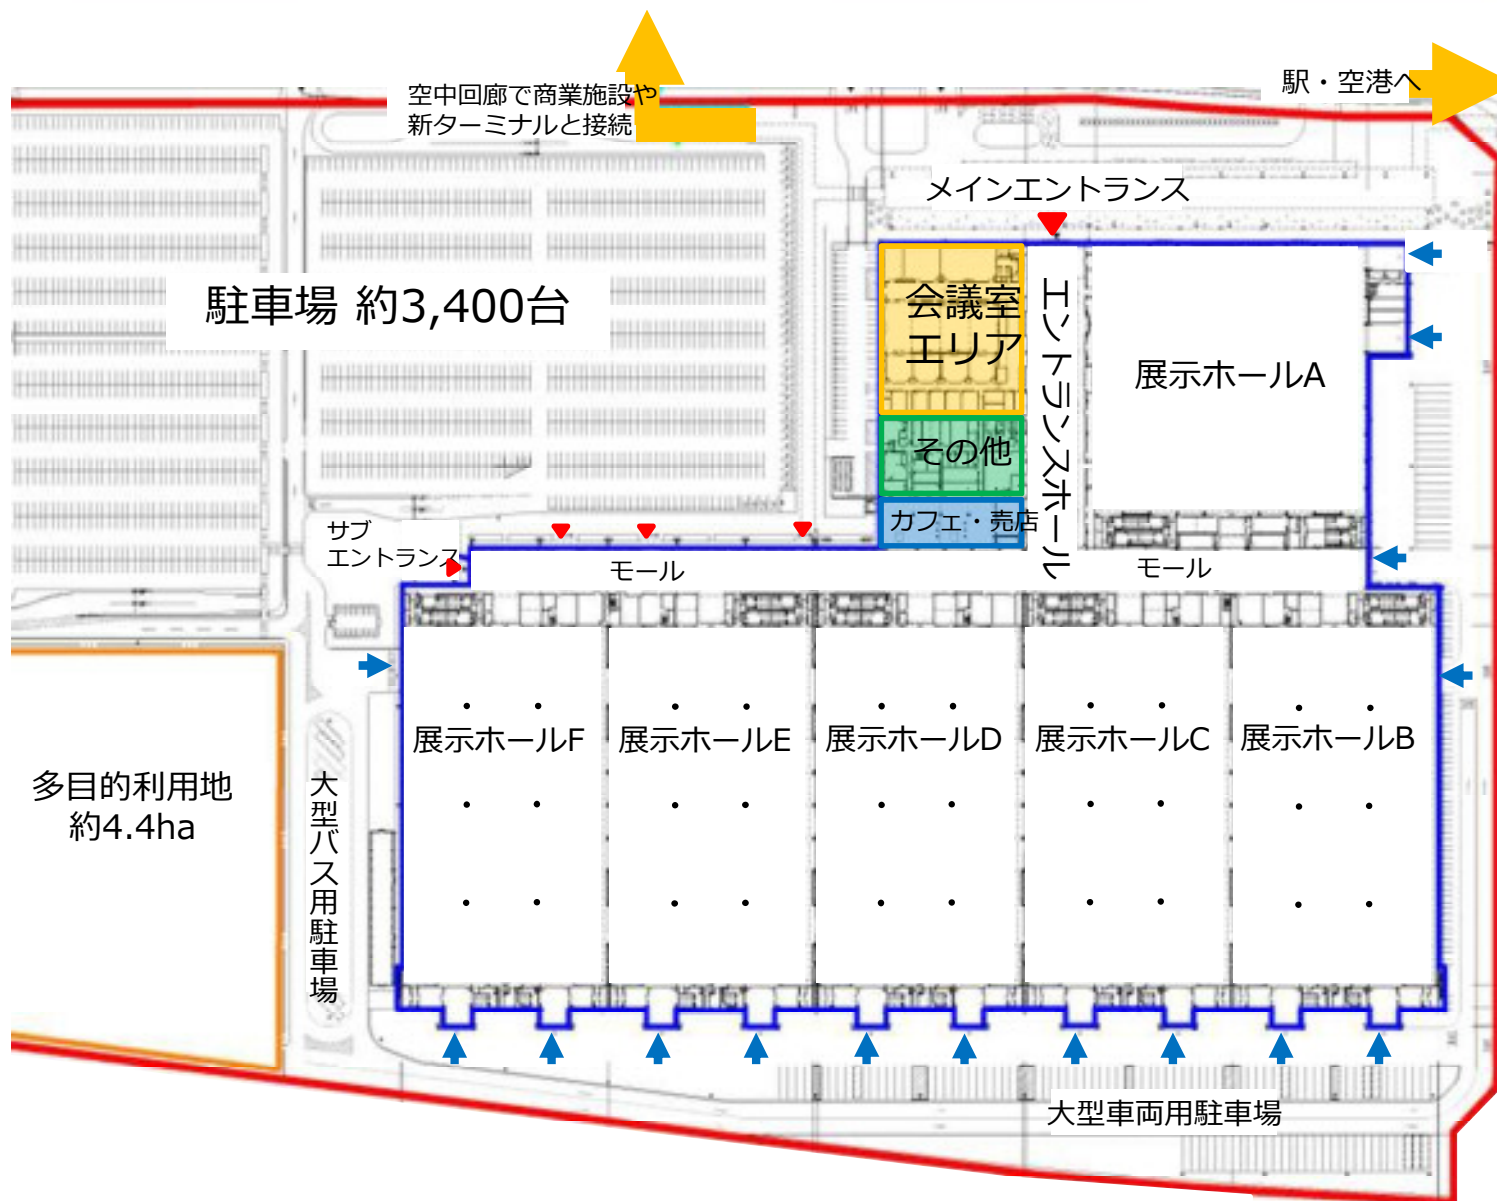 空中回廊で商業施設や
新ターミナルと接続
駅・空港へ
メインエントランス
駐車場 約3,400台
会議室
エリア
エントランスホール
展示ホールA
その他
カフェ・売店
サブ
エントランス
モール
モール
展示ホールF
展示ホールE
展示ホールD
展示ホールC
展示ホールB
多目的利用地
約4.4ha
大型バス用駐車場
大型車両用駐車場